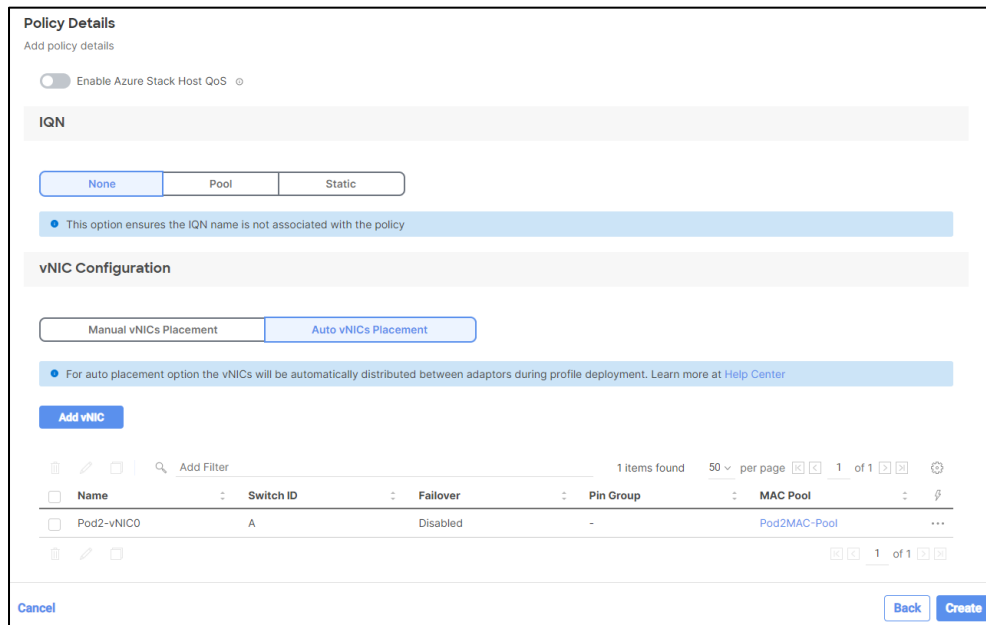 Policy Details
Add policy details
Enable Azure Stack Host QoS
IQN
None Pool Static
This option ensures the IQN name is not associated with the policy
vNIC Configuration
Manual vNICs Placement Auto vNICs Placement
For auto placement option the vNICs will be automatically distributed between adaptors during profile deployment. Learn more at Help Center
Add vNIC
Add Filter 1 items found 50 per page 1 of 1
Name Switch ID Failover Pin Group MAC Pool
Pod2-vNIC0 A Disabled - Pod2MAC-Pool ...
1 of 1
Cancel Back Create